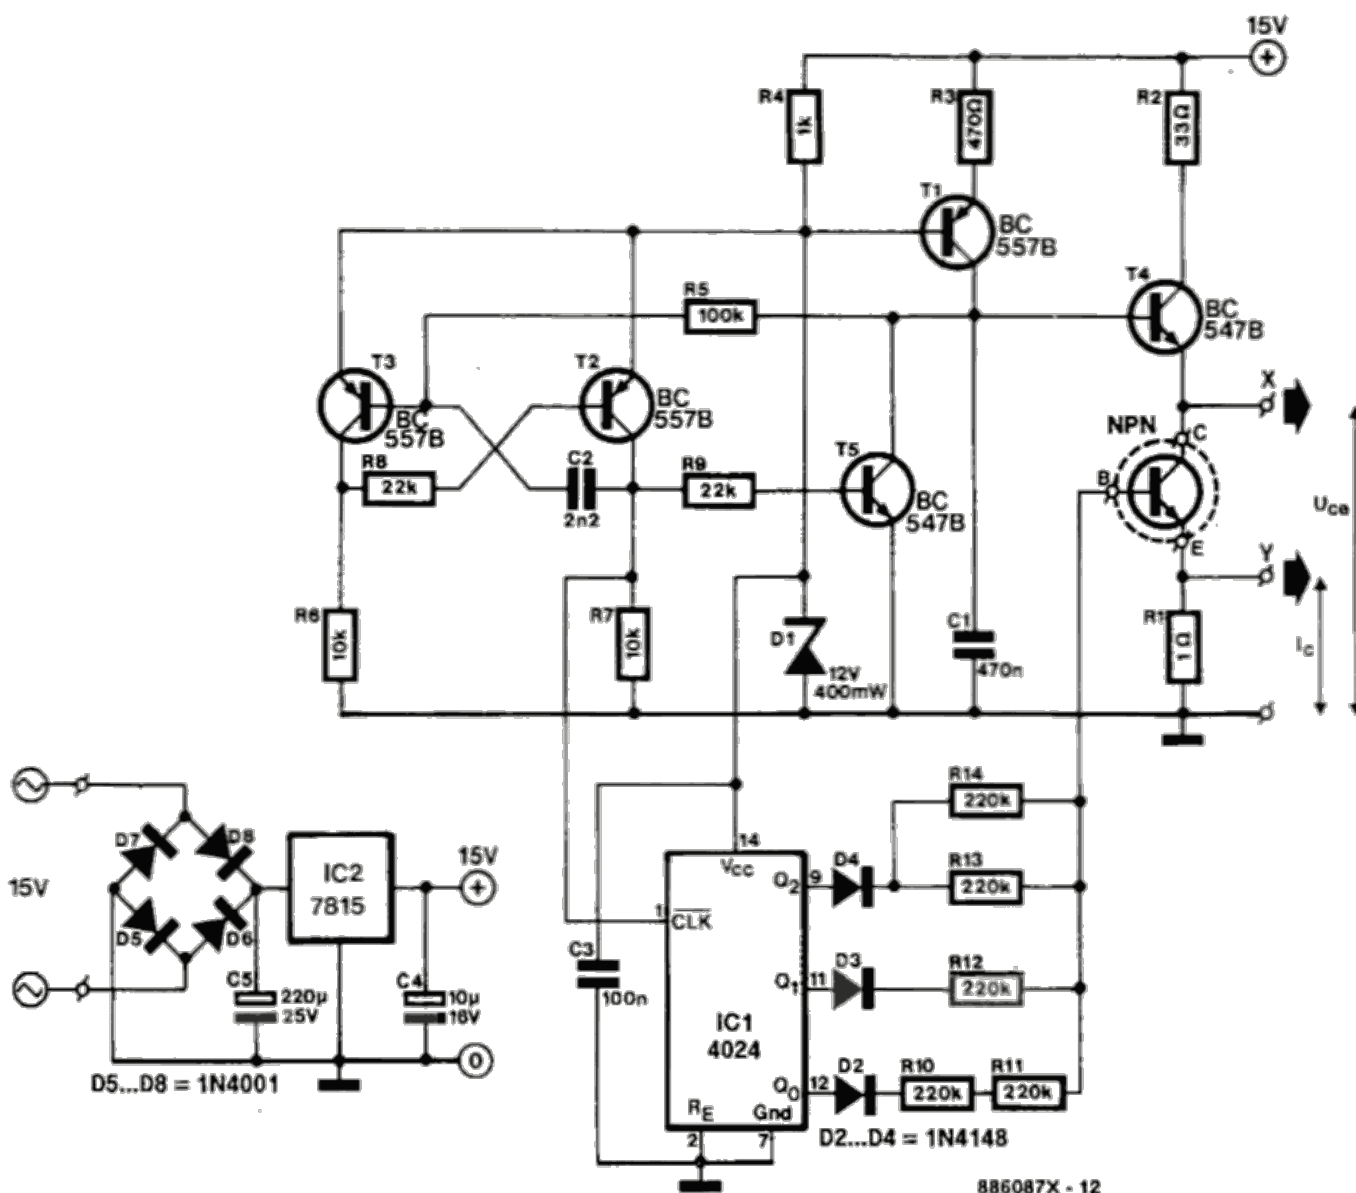 15V
+
R4
1k
R3
470Ω
R2
33Ω
T1
BC
557B
T4
BC
547B
R5
100k
T3
BC
557B
T2
BC
557B
X
NPN
C
B
E
Uce
R8
22k
C2
2n2
R9
22k
T5
BC
547B
Y
R6
10k
R7
10k
D1
12V
400mW
C1
470n
R1
1Ω
IC
R14
220k
15V
D7
D8
D5
D6
IC2
7815
15V
+
C5
220µ
25V
C4
10µ
16V
0
D5...D8 = 1N4001
14
VCC
Q2
9
D4
R13
220k
1
CLK
C3
100n
Q1
11
D3
R12
220k
IC1
4024
Q0
12
D2
R10
220k
R11
220k
RE
2
Gnd
7
D2...D4 = 1N4148
886087X - 12